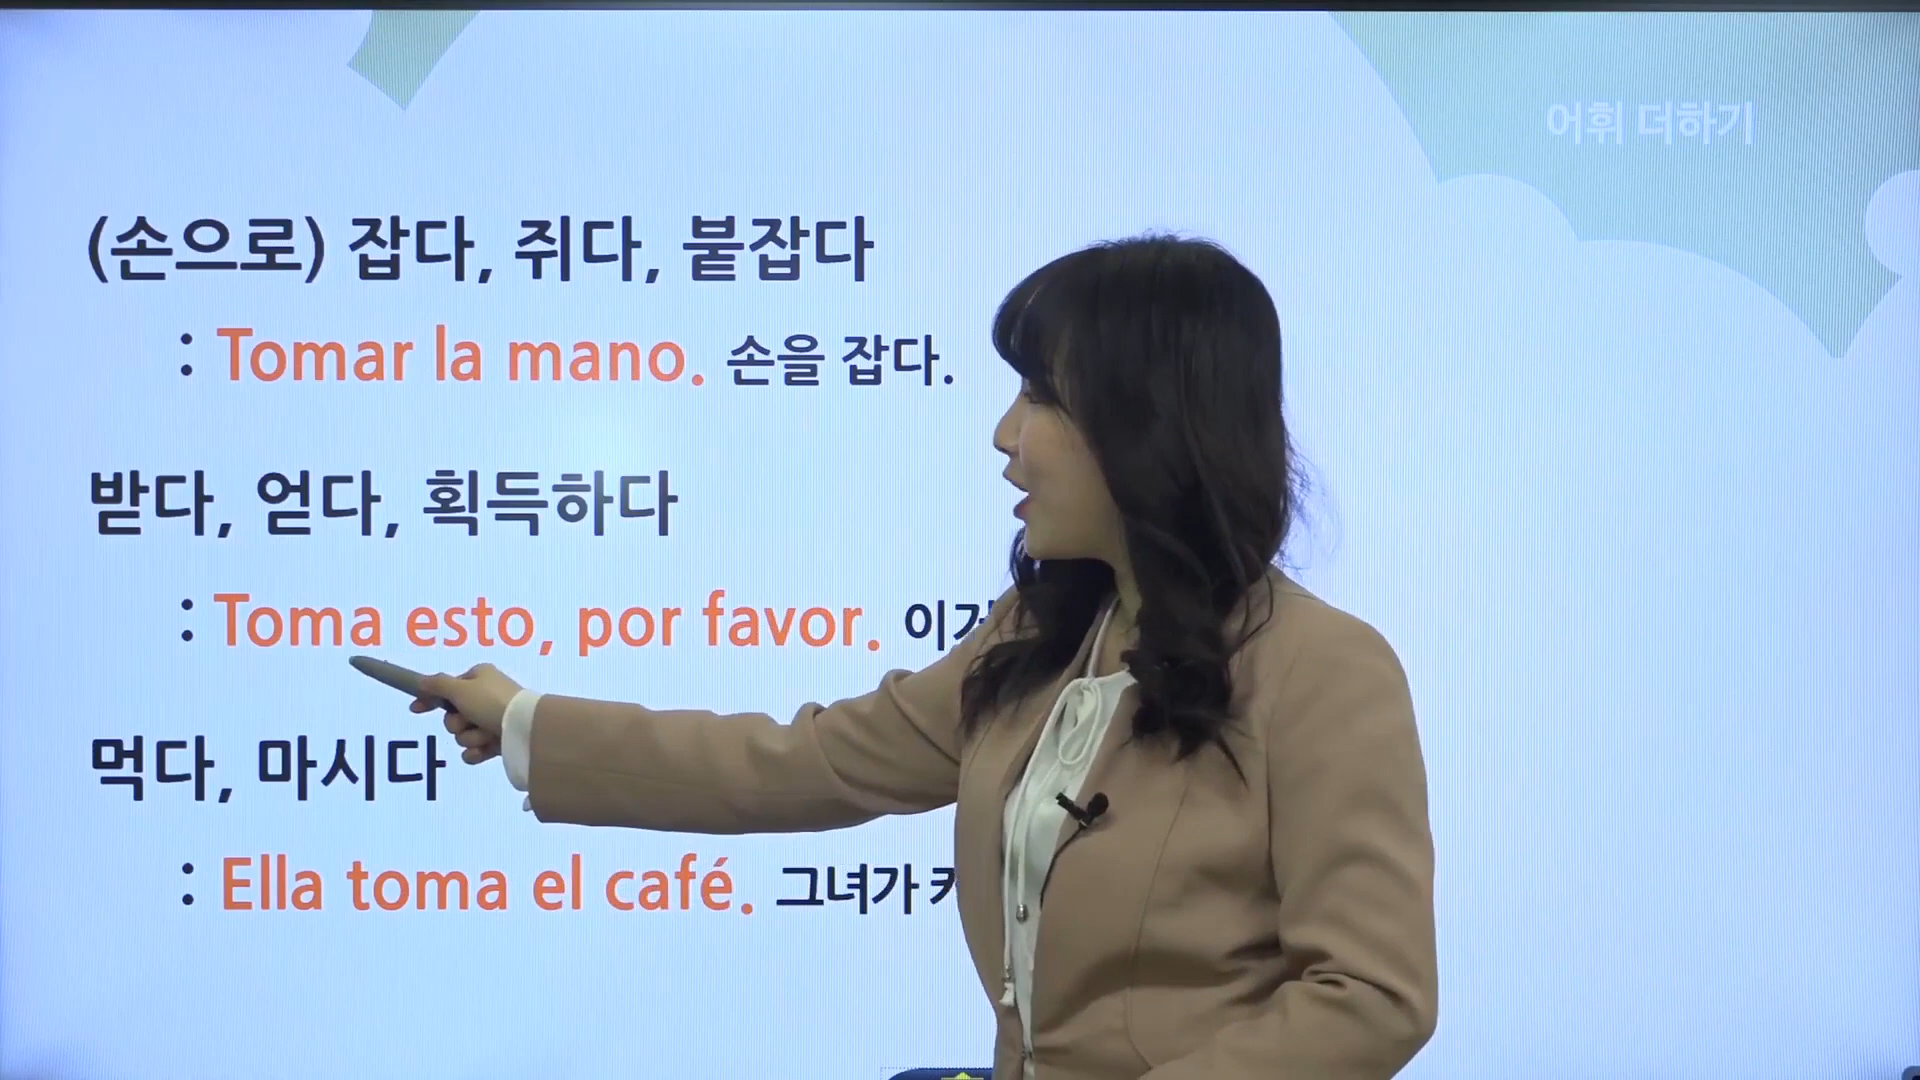 어휘 더하기
(손으로) 잡다, 쥐다, 붙잡다
: Tomar la mano. 손을 잡다.
받다, 얻다, 획득하다
: Toma esto, por favor.
먹다, 마시다
: Ella toma el café. 그녀가